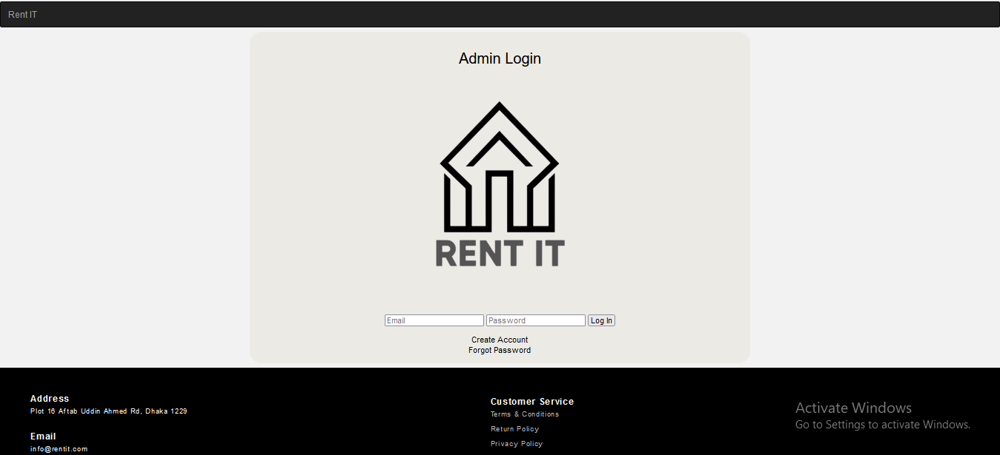 Rent IT
Admin Login
RENT IT
Email
Password
Log In
Create Account
Forgot Password
Address
Plot 16 Aftab Uddin Ahmed Rd, Dhaka 1229
Email
info@rentit.com
Customer Service
Terms & Conditions
Return Policy
Privacy Policy
Activate Windows
Go to Settings to activate Windows.